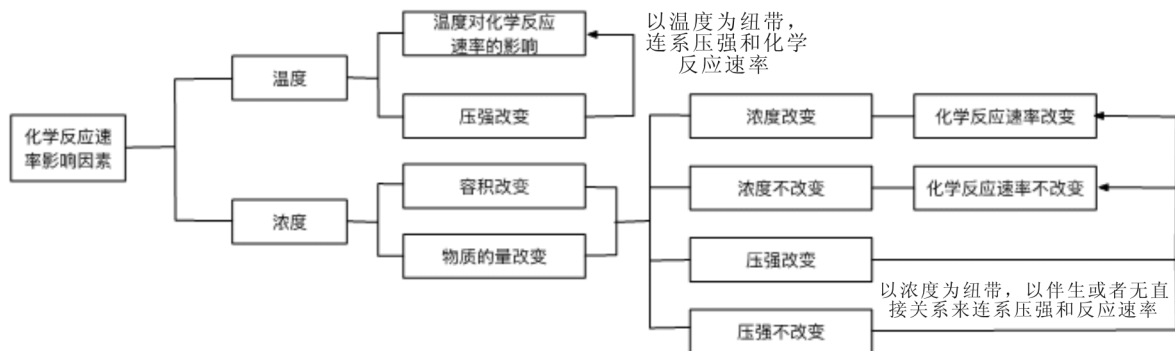 化学反应速
率影响因素
温度
浓度
温度对化学反应
速率的影响
压强改变
容积改变
物质的量改变
以温度为纽带，
连系压强和化学
反应速率
浓度改变
化学反应速率改变
浓度不改变
化学反应速率不改变
压强改变
压强不改变
以浓度为纽带，以伴生或者无直
接关系来连系压强和反应速率